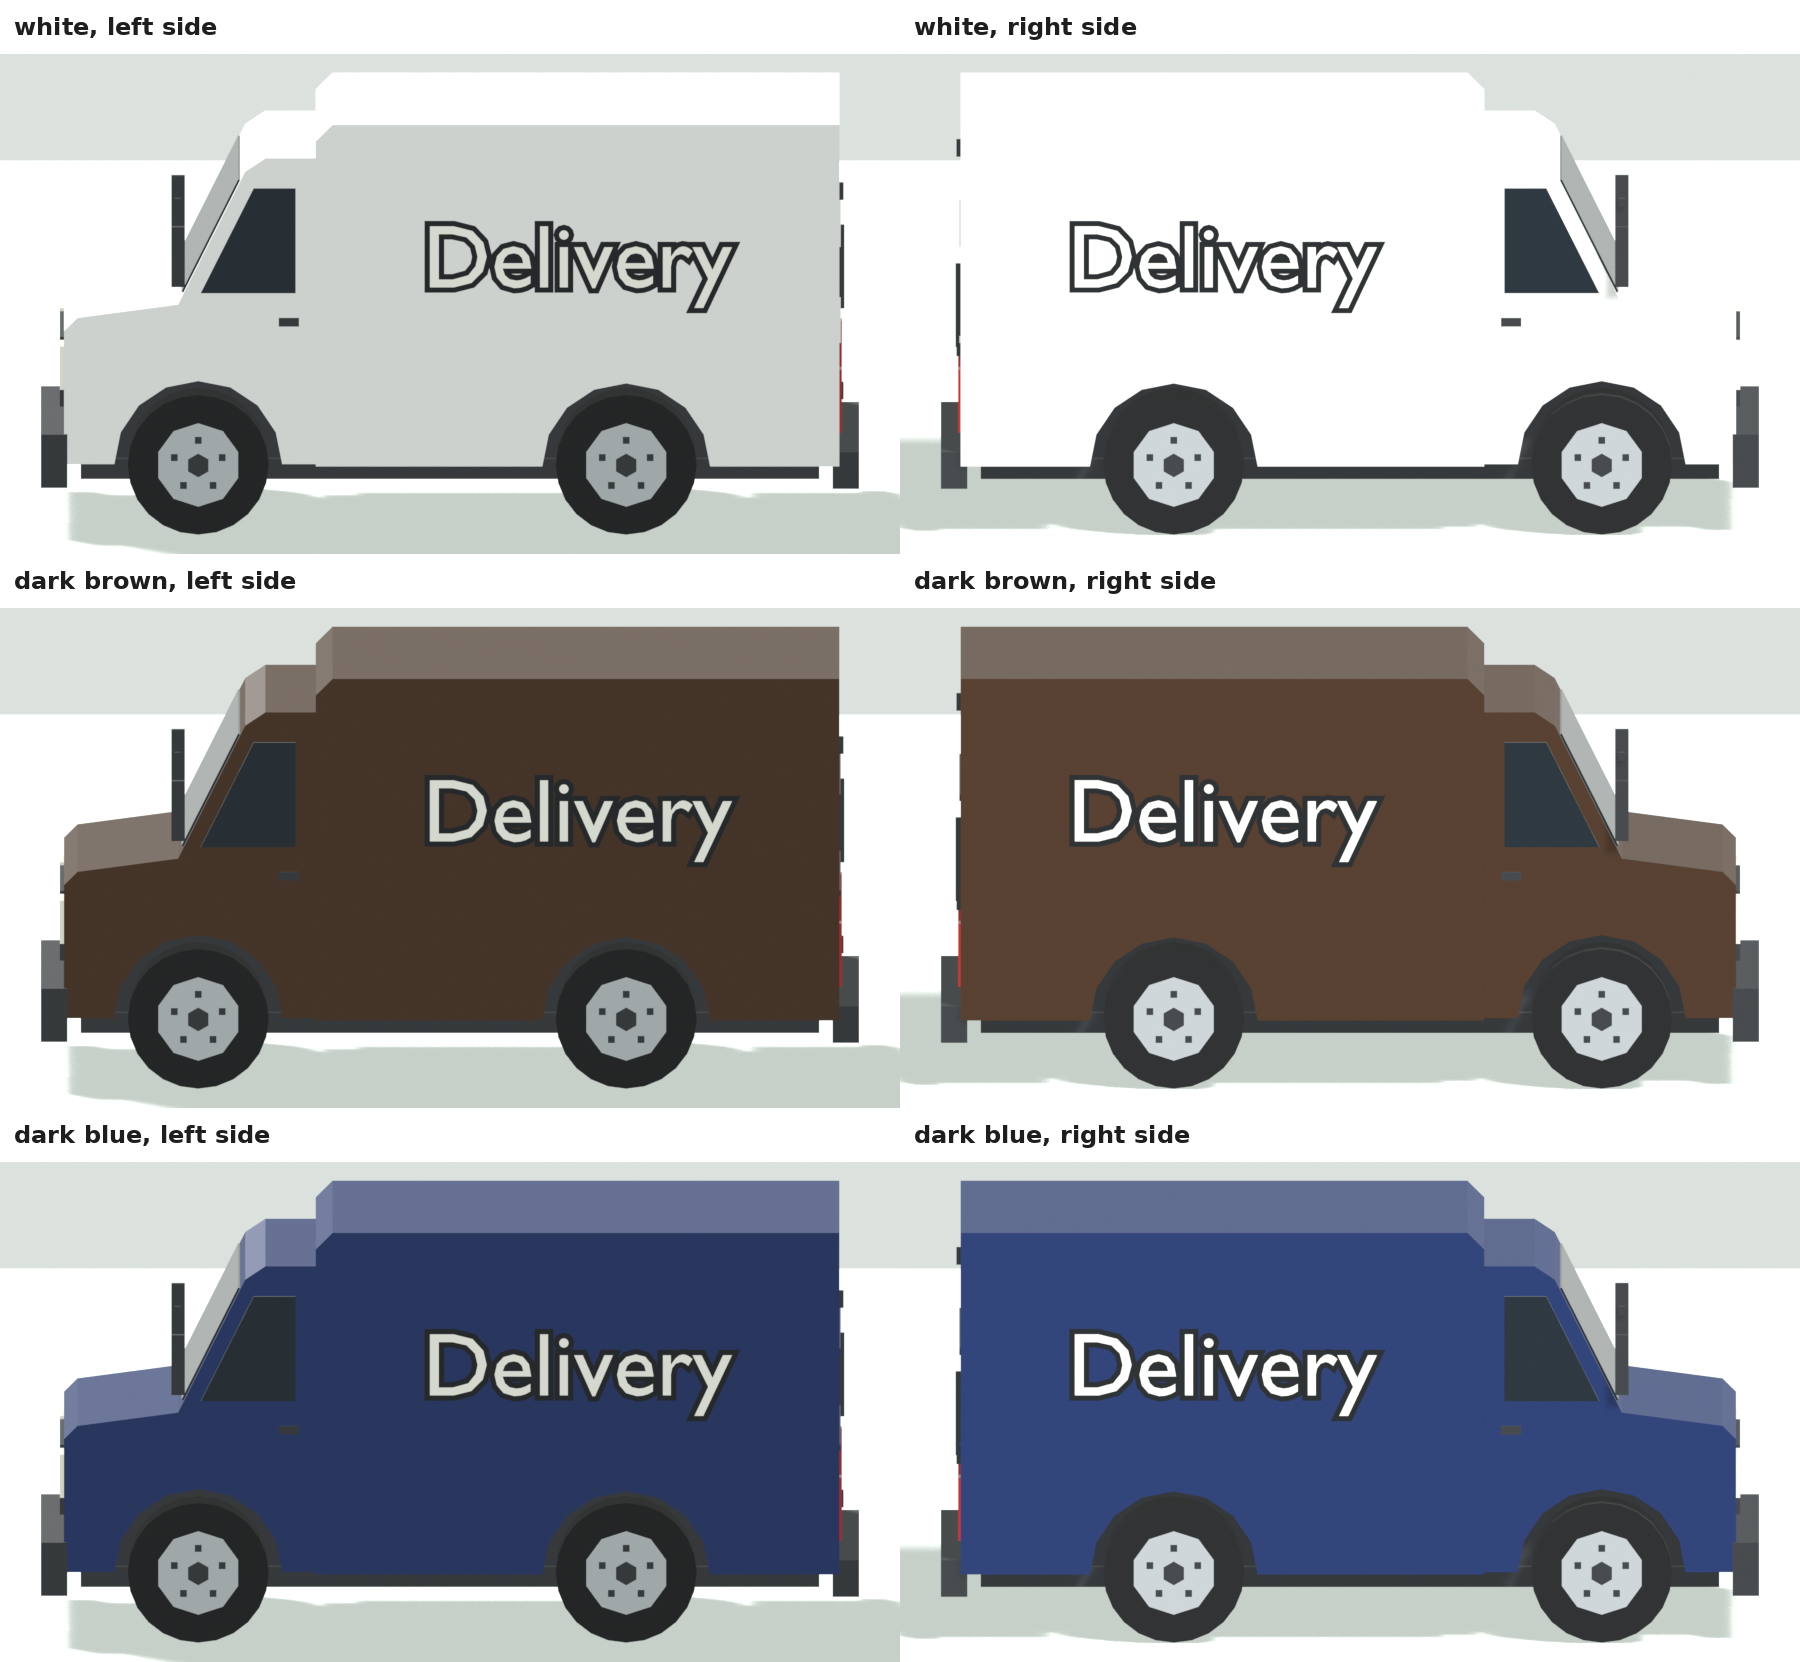 white, left side
white, right side
Delivery
Delivery
dark brown, left side
dark brown, right side
Delivery
Delivery
dark blue, left side
dark blue, right side
Delivery
Delivery